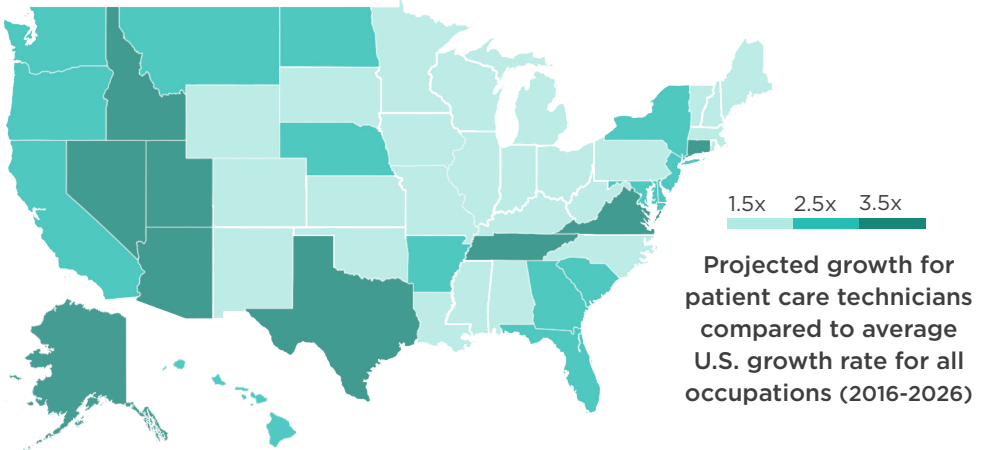 1.5x 2.5x 3.5x
Projected growth for
patient care technicians
compared to average
U.S. growth rate for all
occupations (2016-2026)